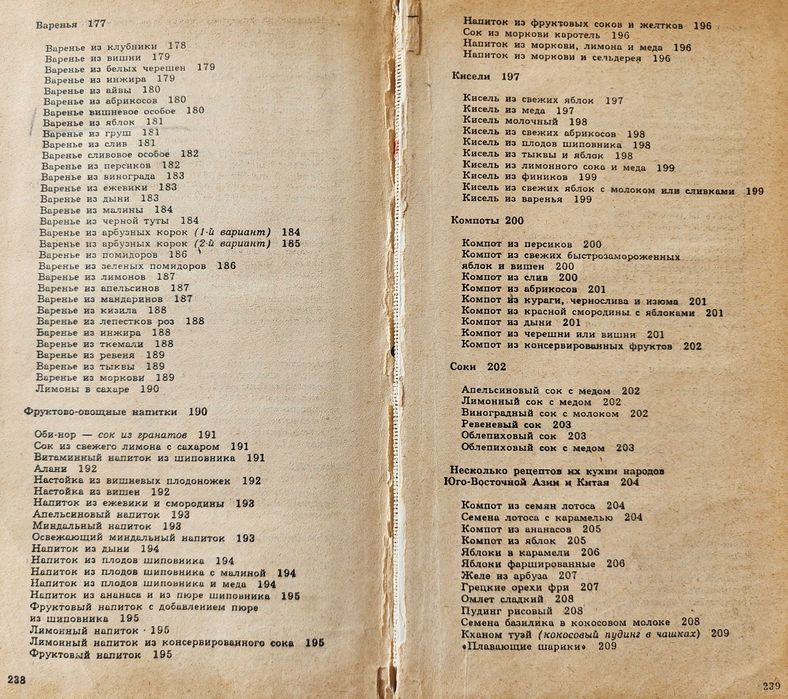 Варенья 177
Варенье из клубники 178
Варенье из вишни 179
Варенье из белых черешен 179
Варенье из инжира 179
Варенье из айвы 180
Варенье из абрикосов 180
Варенье вишневое особое 180
Варенье из яблок 181
Варенье из груш 181
Варенье из слив 181
Варенье сливовое особое 182
Варенье из персиков 182
Варенье из винограда 183
Варенье из ежевики 183
Варенье из дыни 183
Варенье из малины 184
Варенье из черной туты 184
Варенье из арбузных корок (1-й вариант) 184
Варенье из арбузных корок (2-й вариант) 185
Варенье из помидоров 186
Варенье из зеленых помидоров 186
Варенье из лимонов 187
Варенье из апельсинов 187
Варенье из мандаринов 187
Варенье из кизила 188
Варенье из лепестков роз 188
Варенье из инжира 188
Варенье из ткемали 188
Варенье из ревеня 189
Варенье из тыквы 189
Варенье из моркови 189
Лимоны в сахаре 190
Фруктово-овощные напитки 190
Оби-нор — сок из гранатов 191
Сок из свежего лимона с сахаром 191
Витаминный напиток из шиповника 191
Алани 192
Настойка из вишневых плодоножек 192
Настойка из вишен 192
Напиток из ежевики и смородины 193
Апельсиновый напиток 193
Миндальный напиток 193
Освежающий миндальный напиток 193
Напиток из дыни 194
Напиток из плодов шиповника 194
Напиток из плодов шиповника с малиной 194
Напиток из плодов шиповника и меда 194
Напиток из ананаса и из пюре шиповника 195
Фруктовый напиток с добавлением пюре
из шиповника 195
Лимонный напиток 195
Лимонный напиток из консервированного сока 195
Фруктовый напиток 195
238
Напиток из фруктовых соков и желтков 196
Сок из моркови каротель 196
Напиток из моркови, лимона и меда 196
Напиток из моркови и сельдерея 196
Кисели 197
Кисель из свежих яблок 197
Кисель из меда 197
Кисель молочный 198
Кисель из свежих абрикосов 198
Кисель из плодов шиповника 198
Кисель из тыквы и яблок 198
Кисель из лимонного сока и меда 199
Кисель из фиников 199
Кисель из свежих яблок с молоком или сливками 199
Кисель из варенья 199
Компоты 200
Компот из персиков 200
Компот из свежих быстрозамороженных
яблок и вишен 200
Компот из слив 200
Компот из абрикосов 201
Компот из кураги, чернослива и изюма 201
Компот из красной смородины с яблоками 201
Компот из дыни 201
Компот из черешни или вишни 201
Компот из консервированных фруктов 202
Соки 202
Апельсиновый сок с медом 202
Лимонный сок с медом 202
Виноградный сок с молоком 202
Ревеневый сок 203
Облепиховый сок 203
Облепиховый сок с медом 203
Несколько рецептов их кухни народов
Юго-Восточной Азии и Китая 204
Компот из семян лотоса 204
Семена лотоса с карамелью 204
Компот из ананасов 205
Компот из яблок 205
Яблоки в карамели 206
Яблоки фаршированные 206
Желе из арбуза 207
Грецкие орехи фри 207
Омлет сладкий 208
Пудинг рисовый 208
Семена базилика в кокосовом молоке 208
Кханом туэй (кокосовый пудинг в чашках) 209
«Плавающие шарики» 209
239